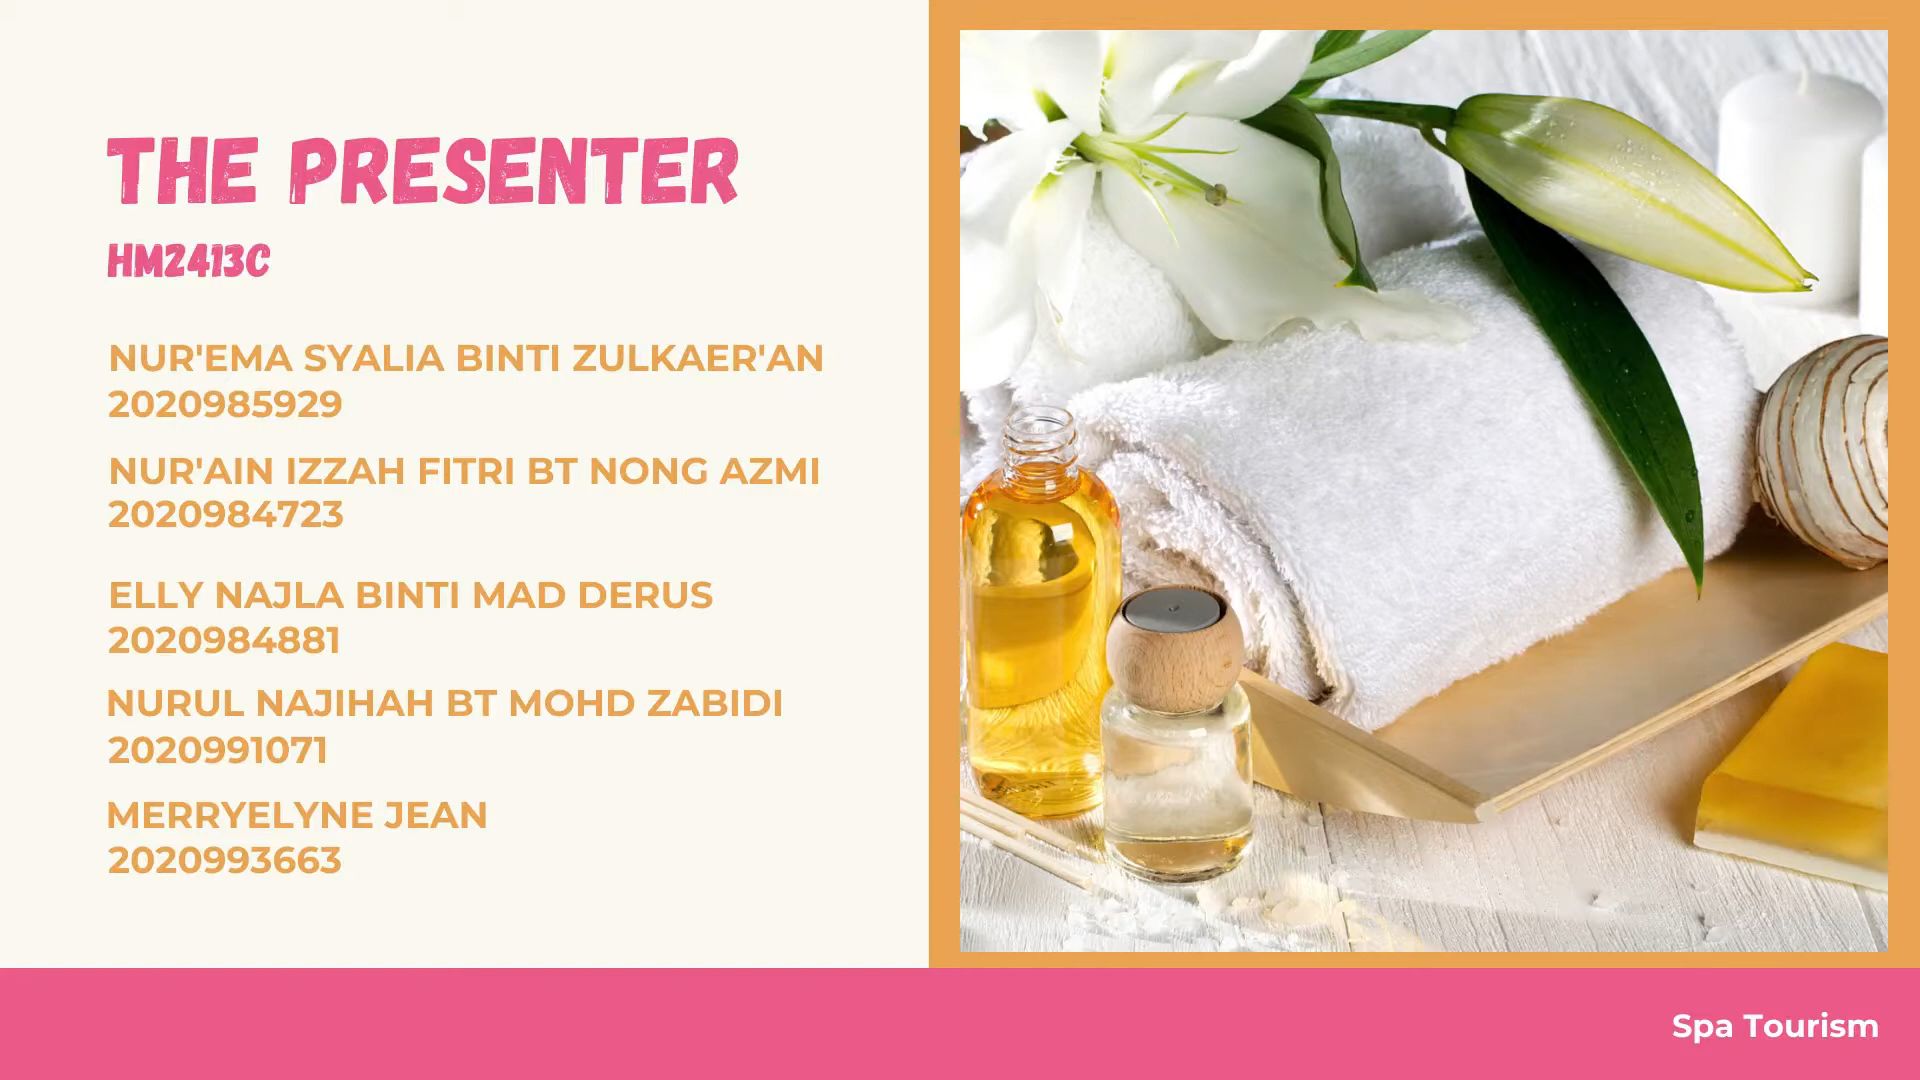 THE PRESENTER
HM2413C
NUR'EMA SYALIA BINTI ZULKAER'AN
2020985929
NUR'AIN IZZAH FITRI BT NONG AZMI
2020984723
ELLY NAJLA BINTI MAD DERUS
2020984881
NURUL NAJIHAH BT MOHD ZABIDI
2020991071
MERRYELYNE JEAN
2020993663
Spa Tourism